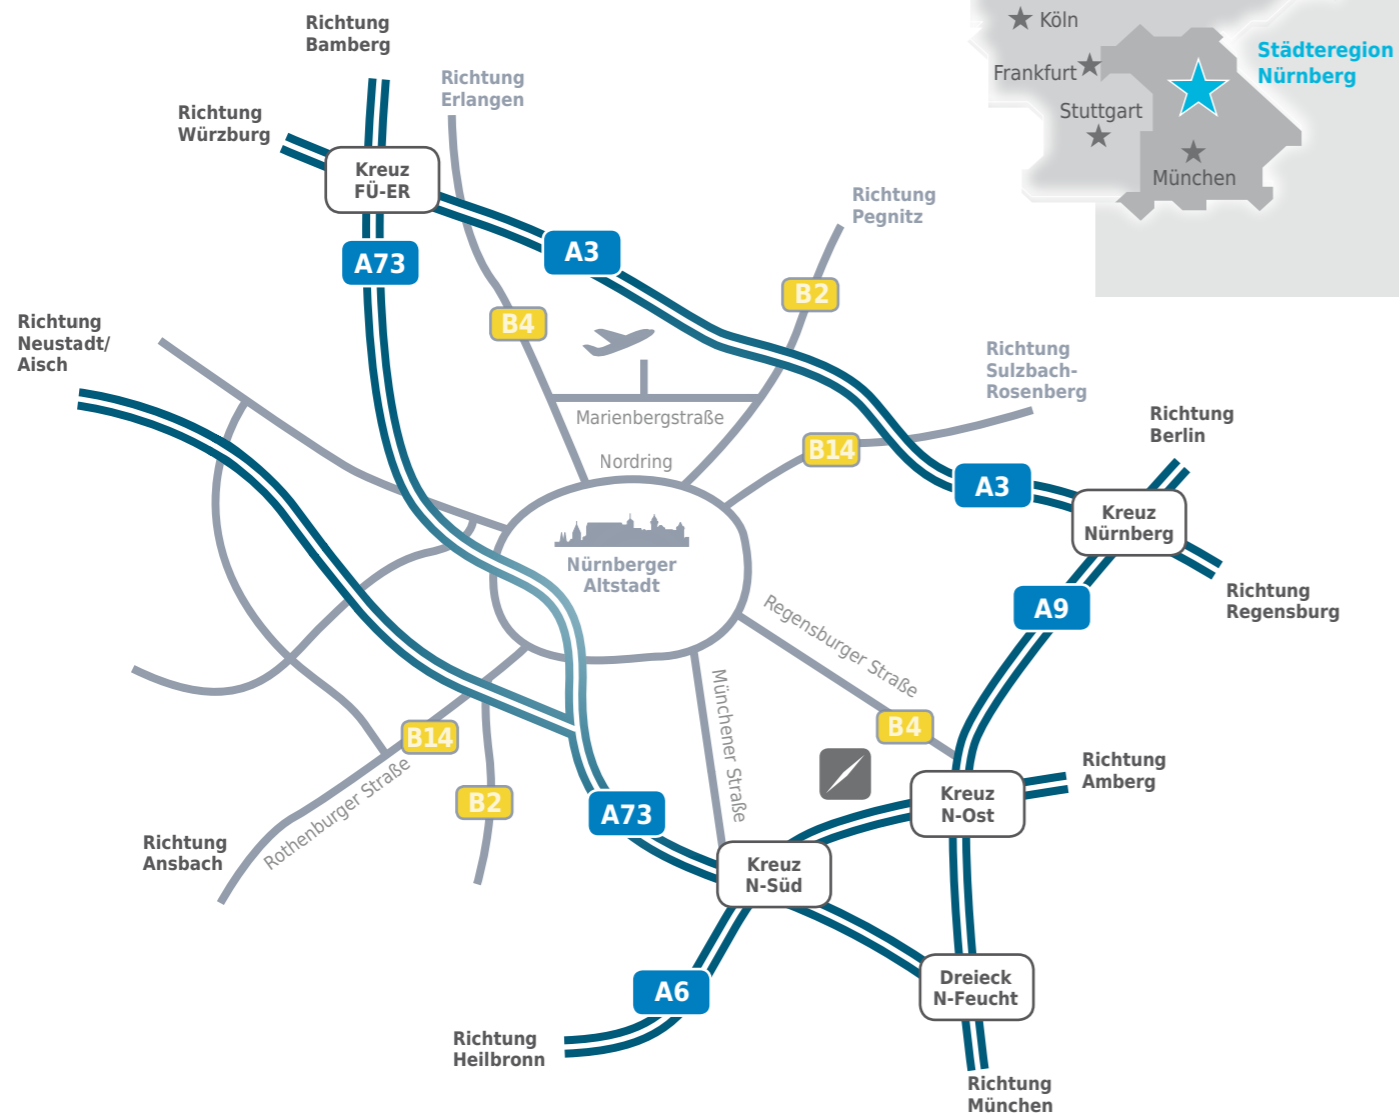 Richtung
Bamberg
Köln
Städteregion
Nürnberg
Frankfurt
Richtung
Erlangen
Richtung
Würzburg
Stuttgart
München
Kreuz
FÜ-ER
Richtung
Pegnitz
A73
A3
B2
B4
Richtung
Neustadt/
Aisch
Richtung
Sulzbach-
Rosenberg
Marienbergstraße
Richtung
Berlin
B14
Nordring
A3
Kreuz
Nürnberg
Nürnberger
Altstadt
Richtung
Regensburg
A9
Regensburger Straße
Münchener Straße
B4
B14
Rothenburger Straße
B2
Richtung
Amberg
Kreuz
N-Ost
A73
Richtung
Ansbach
Kreuz
N-Süd
A6
Dreieck
N-Feucht
Richtung
Heilbronn
Richtung
München